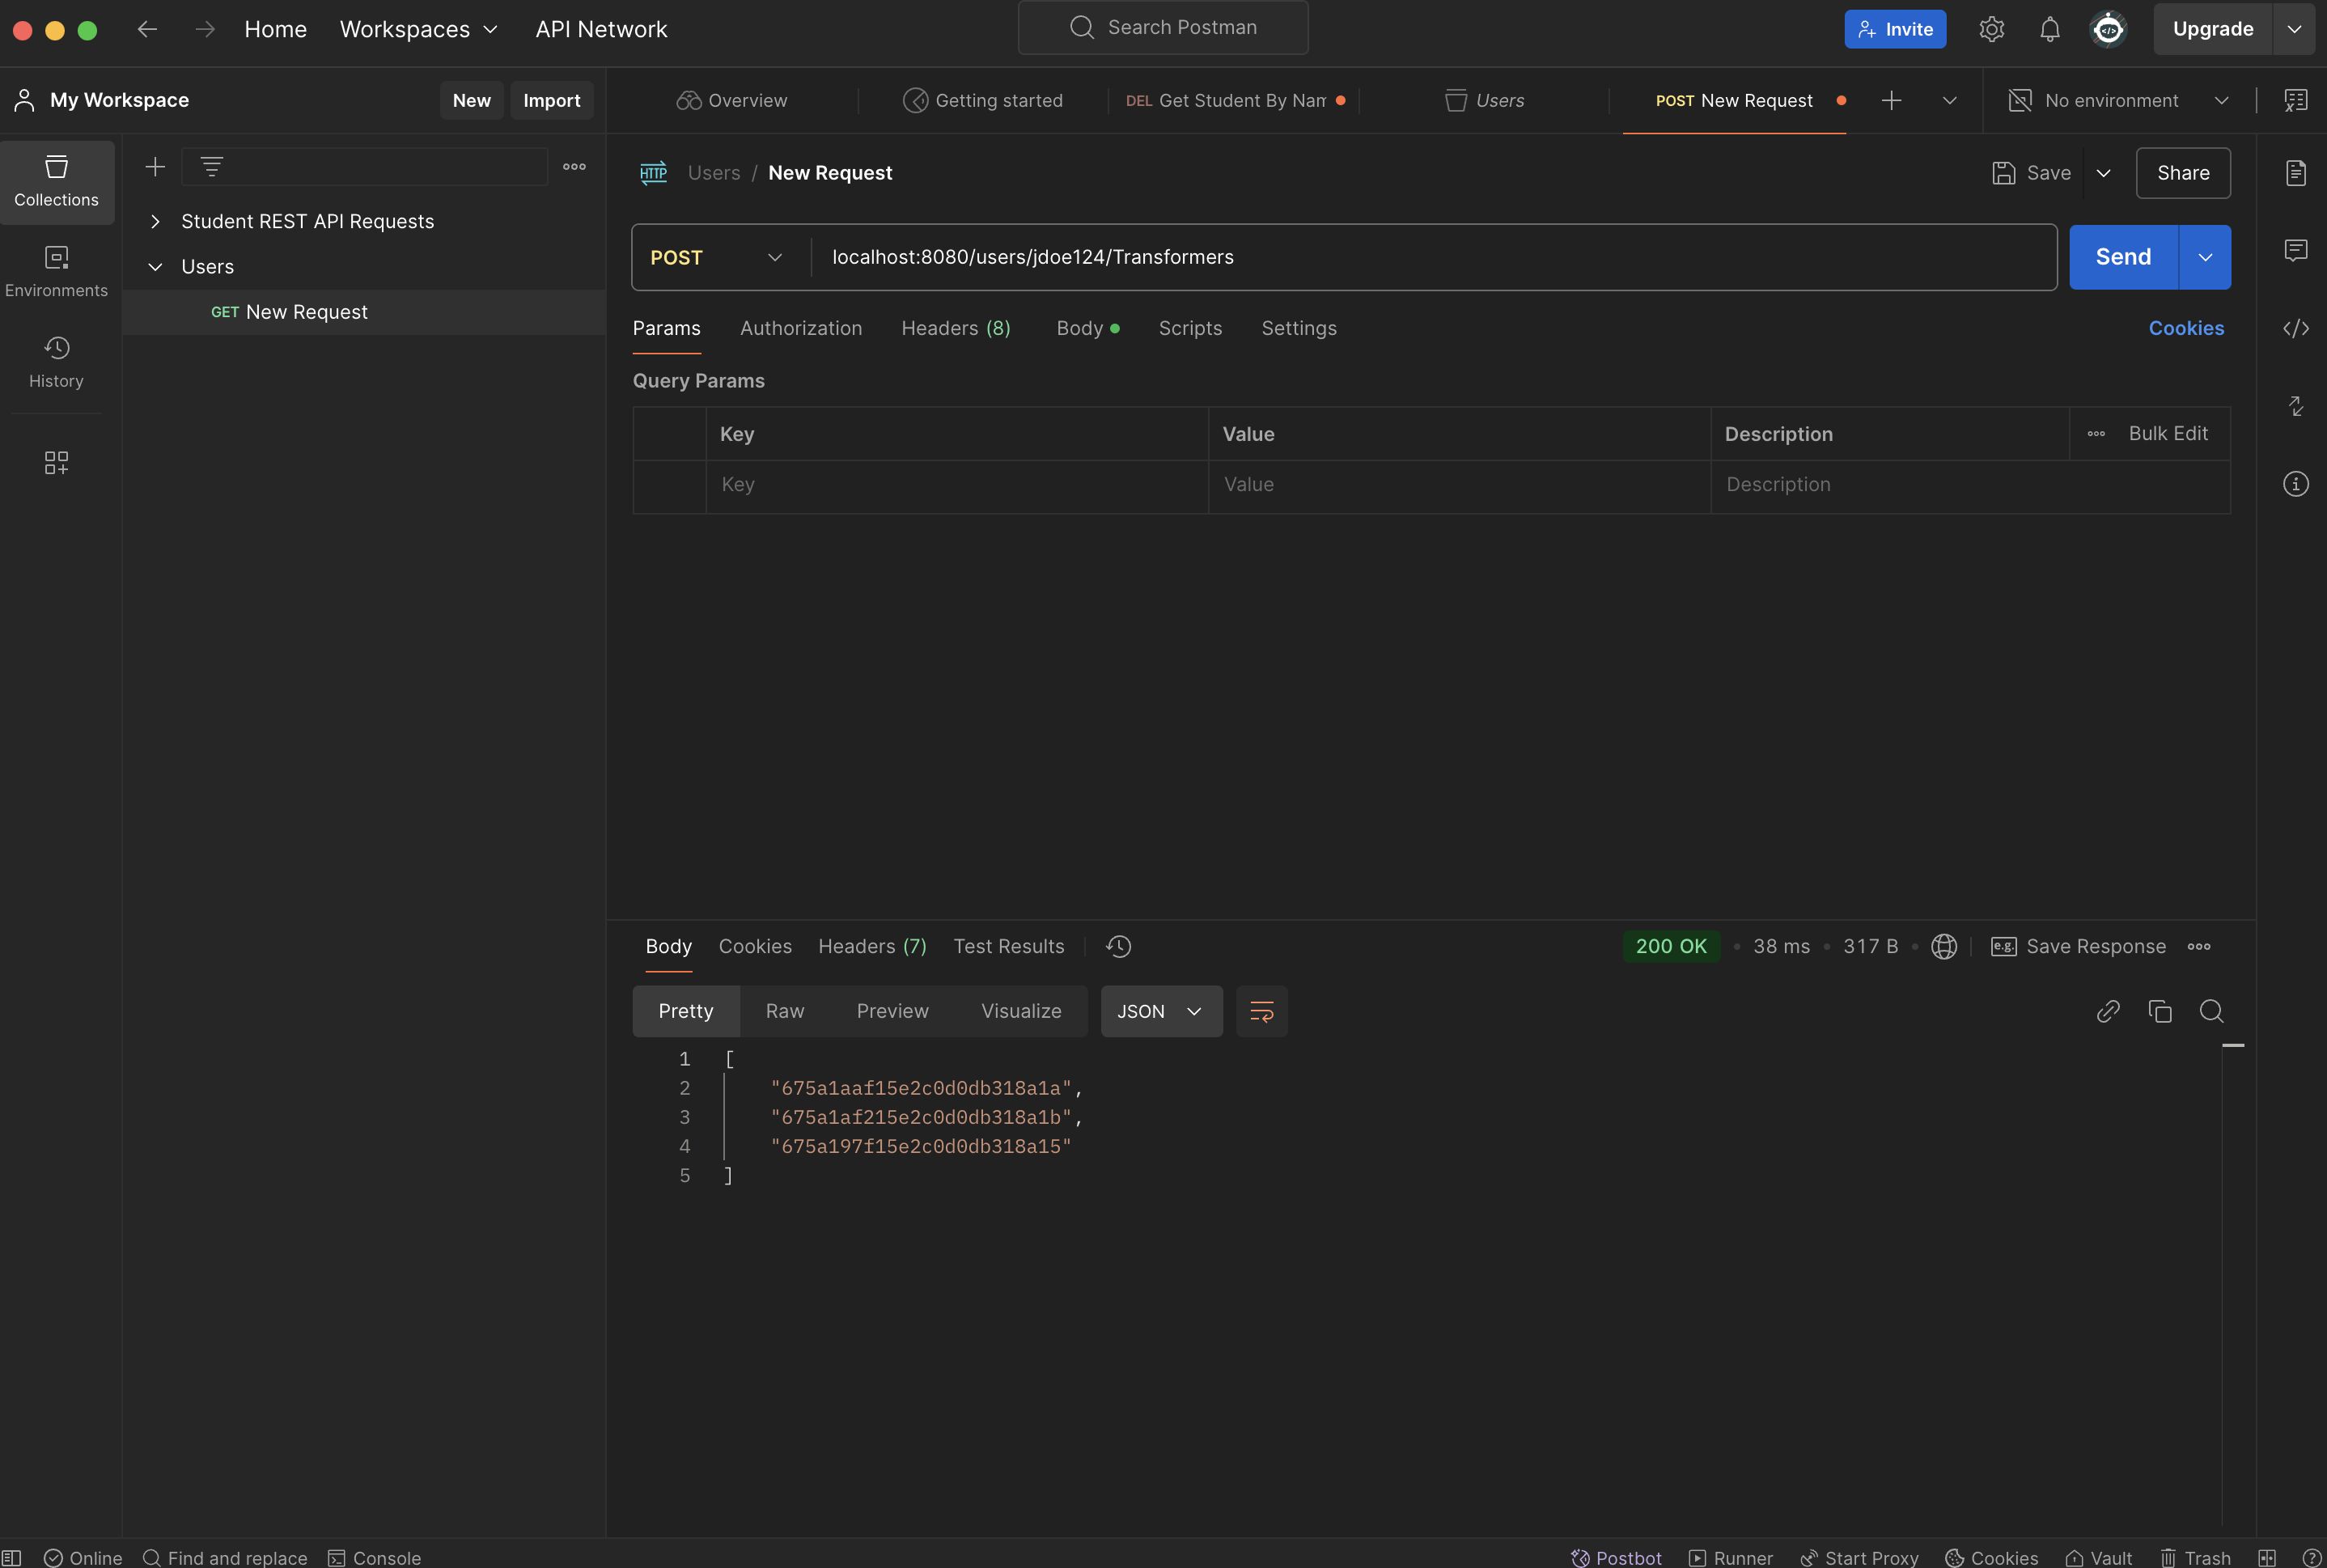 Home Workspaces API Network Search Postman Invite Upgrade
My Workspace New Import Overview Getting started DEL Get Student By Nam Users POST New Request No environment
Collections
Environments
History
Student REST API Requests
Users
GET New Request
HTTP Users / New Request Save Share
POST localhost:8080/users/jdoe124/Transformers Send
Params Authorization Headers (8) Body Scripts Settings Cookies
Query Params
Key Value Description Bulk Edit
Key Value Description
Body Cookies Headers (7) Test Results 200 OK 38 ms 317 B e.g. Save Response
Pretty Raw Preview Visualize JSON
1 [
2 "675a1aaf15e2c0d0db318a1a",
3 "675a1af215e2c0d0db318a1b",
4 "675a197f15e2c0d0db318a15"
5 ]
Online Find and replace Console Postbot Runner Start Proxy Cookies Vault Trash